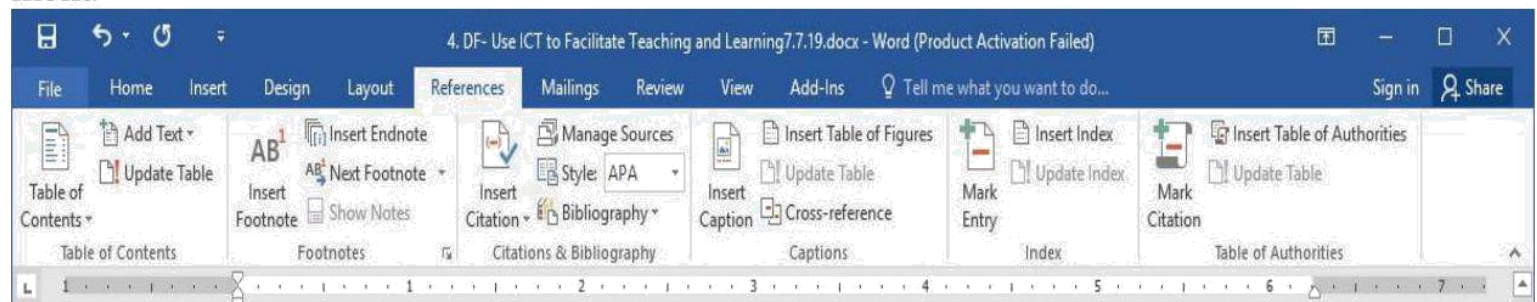 4. DF- Use ICT to Facilitate Teaching and Learning7.7.19.docx - Word (Product Activation Failed)
File Home Insert Design Layout References Mailings Review View Add-Ins Tell me what you want to do... Sign in Share
Table of Contents
Add Text
Update Table
Table of Contents
AB1
Insert Footnote
Insert Endnote
AB1 Next Footnote
Show Notes
Footnotes
Insert Citation
Manage Sources
Style: APA
Bibliography
Citations & Bibliography
Insert Caption
Insert Table of Figures
Update Table
Cross-reference
Captions
Mark Entry
Insert Index
Update Index
Index
Mark Citation
Insert Table of Authorities
Update Table
Table of Authorities
L 1 1 2 3 4 5 6 7